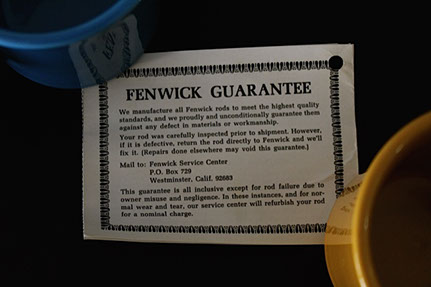 FENWICK GUARANTEE
We manufacture all Fenwick rods to meet the highest quality
standards, and we proudly and unconditionally guarantee them
against any defect in materials or workmanship.
Your rod was carefully inspected prior to shipment. However,
if it is defective, return the rod directly to Fenwick and we'll
fix it. (Repairs done elsewhere may void this guarantee.)
Mail to: Fenwick Service Center
P.O. Box 729
Westminster, Calif. 92683
This guarantee is all inclusive except for rod failure due to
owner misuse and negligence. In these instances, and for nor-
mal wear and tear, our service center will refurbish your rod
for a nominal charge.